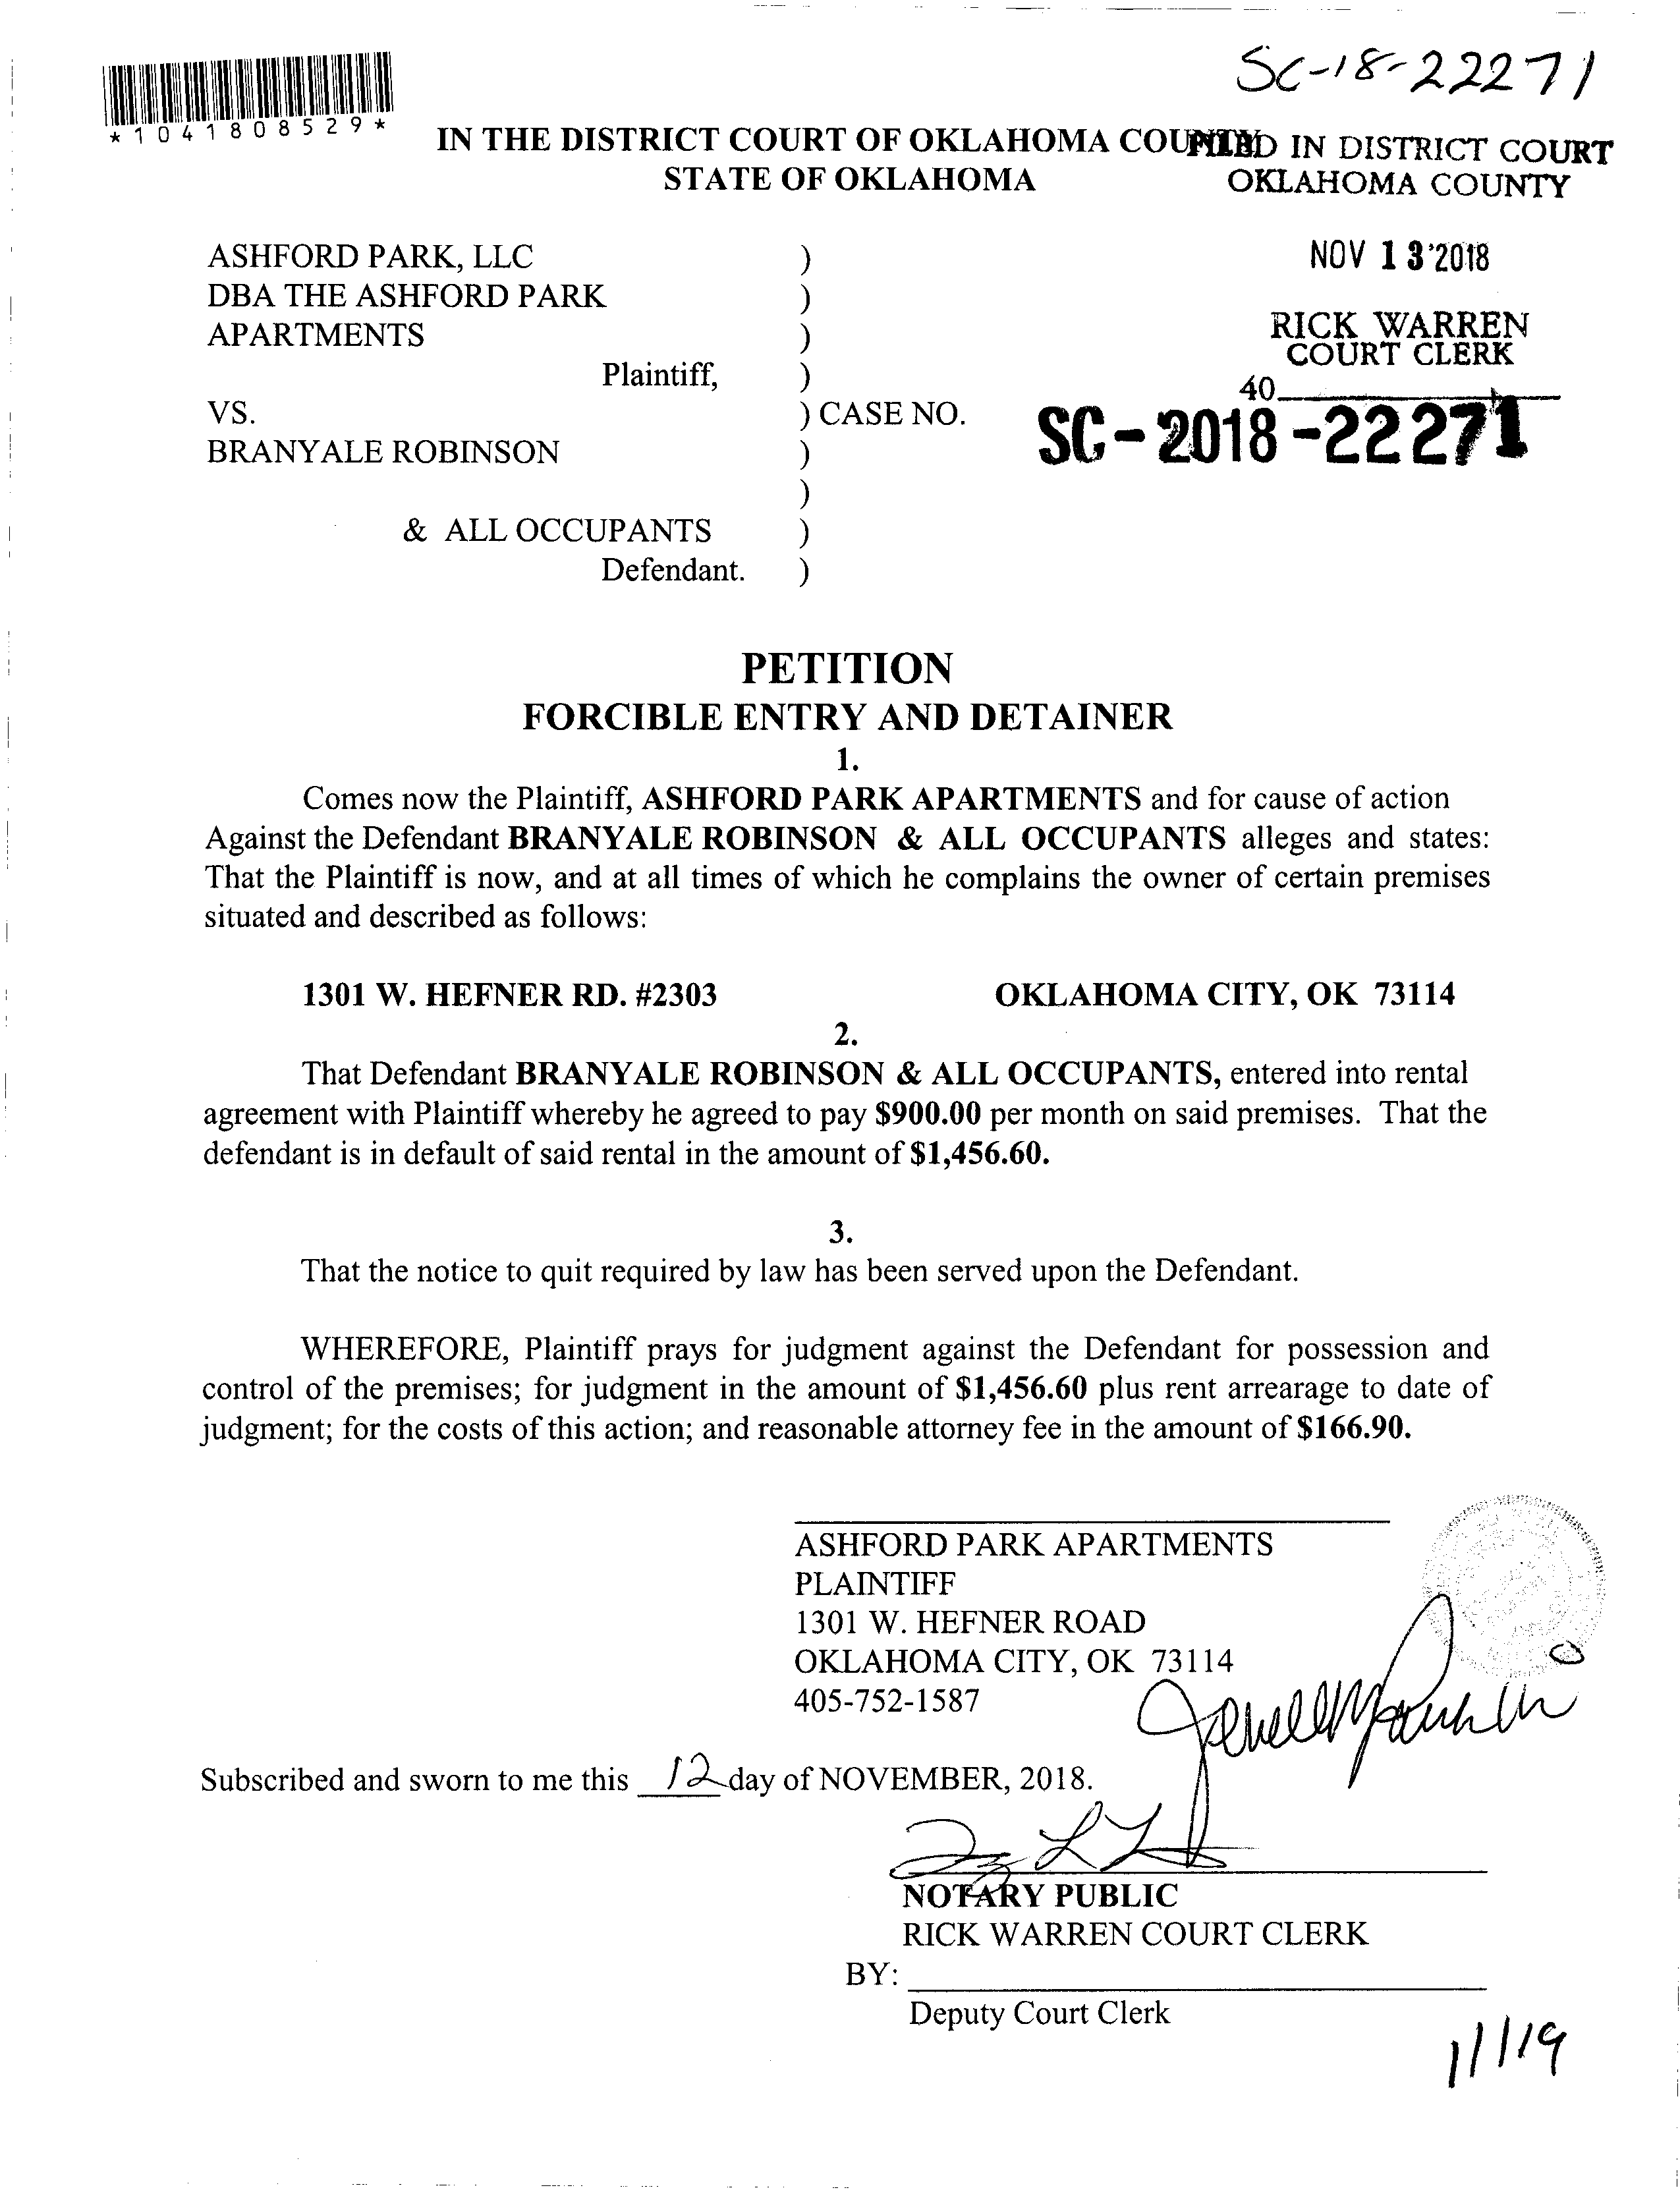 SC-18-22271
*1041808529*
IN THE DISTRICT COURT OF OKLAHOMA COUNTY
STATE OF OKLAHOMA
FILED IN DISTRICT COURT
OKLAHOMA COUNTY
NOV 13 2018
RICK WARREN
COURT CLERK
40
ASHFORD PARK, LLC )
DBA THE ASHFORD PARK )
APARTMENTS )
Plaintiff, )
VS. ) CASE NO. SC-2018-22271
BRANYALE ROBINSON )
)
& ALL OCCUPANTS )
Defendant. )
PETITION
FORCIBLE ENTRY AND DETAINER
1.
Comes now the Plaintiff, ASHFORD PARK APARTMENTS and for cause of action
Against the Defendant BRANYALE ROBINSON & ALL OCCUPANTS alleges and states:
That the Plaintiff is now, and at all times of which he complains the owner of certain premises
situated and described as follows:
1301 W. HEFNER RD. #2303 OKLAHOMA CITY, OK 73114
2.
That Defendant BRANYALE ROBINSON & ALL OCCUPANTS, entered into rental
agreement with Plaintiff whereby he agreed to pay $900.00 per month on said premises. That the
defendant is in default of said rental in the amount of $1,456.60.
3.
That the notice to quit required by law has been served upon the Defendant.
WHEREFORE, Plaintiff prays for judgment against the Defendant for possession and
control of the premises; for judgment in the amount of $1,456.60 plus rent arrearage to date of
judgment; for the costs of this action; and reasonable attorney fee in the amount of $166.90.
ASHFORD PARK APARTMENTS
PLAINTIFF
1301 W. HEFNER ROAD
OKLAHOMA CITY, OK 73114
405-752-1587
Subscribed and sworn to me this 12 day of NOVEMBER, 2018.
NOTARY PUBLIC
RICK WARREN COURT CLERK
BY:
Deputy Court Clerk
11/19